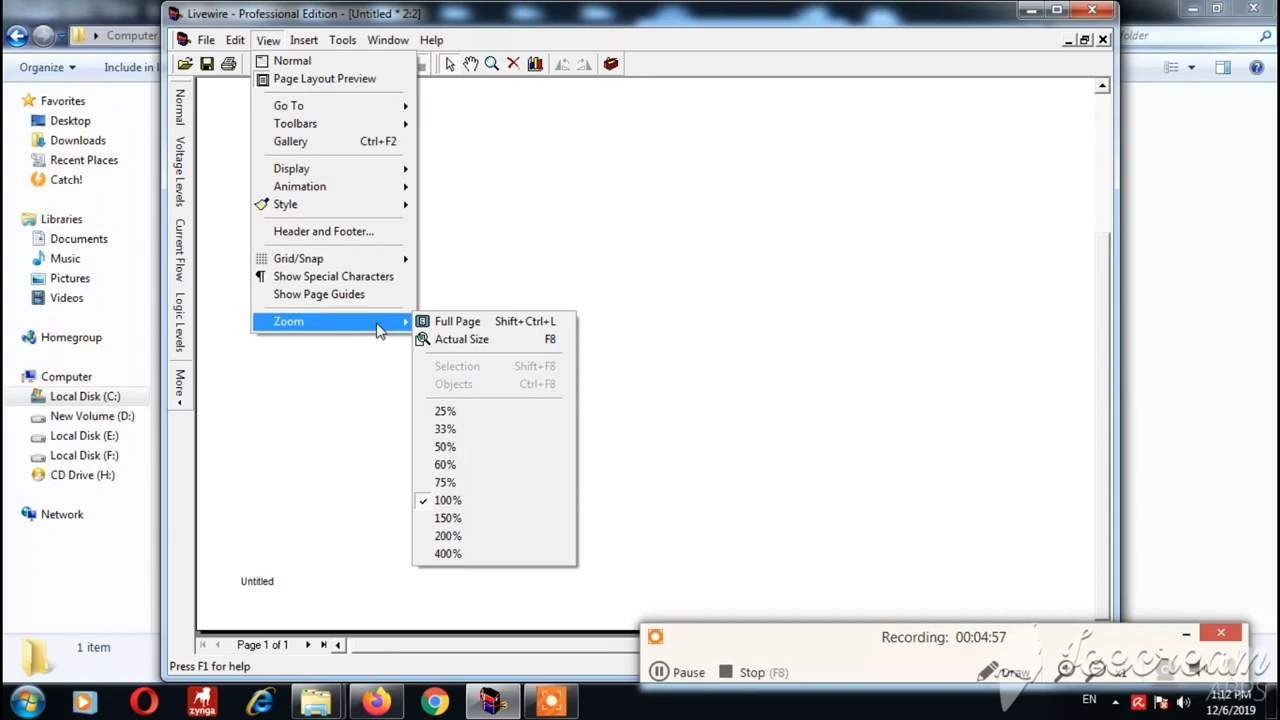 Livewire - Professional Edition - [Untitled * 2:2]
Computer
folder
File Edit View Insert Tools Window Help
Organize
Include in l
Normal
Page Layout Preview
Go To
Toolbars
Gallery Ctrl+F2
Display
Animation
Style
Header and Footer...
Grid/Snap
Show Special Characters
Show Page Guides
Zoom
Full Page Shift+Ctrl+L
Actual Size F8
Selection Shift+F8
Objects Ctrl+F8
25%
33%
50%
60%
75%
100%
150%
200%
400%
Normal
Voltage Levels
Current Flow
Logic Levels
More
Favorites
Desktop
Downloads
Recent Places
Catch!
Libraries
Documents
Music
Pictures
Videos
Homegroup
Computer
Local Disk (C:)
New Volume (D:)
Local Disk (E:)
Local Disk (F:)
CD Drive (H:)
Network
1 item
Untitled
Page 1 of 1
Press F1 for help
Recording: 00:04:57
Pause
Stop (F8)
Draw
x1
Icecream
APPS
zynga
EN
1:12 PM
12/6/2019